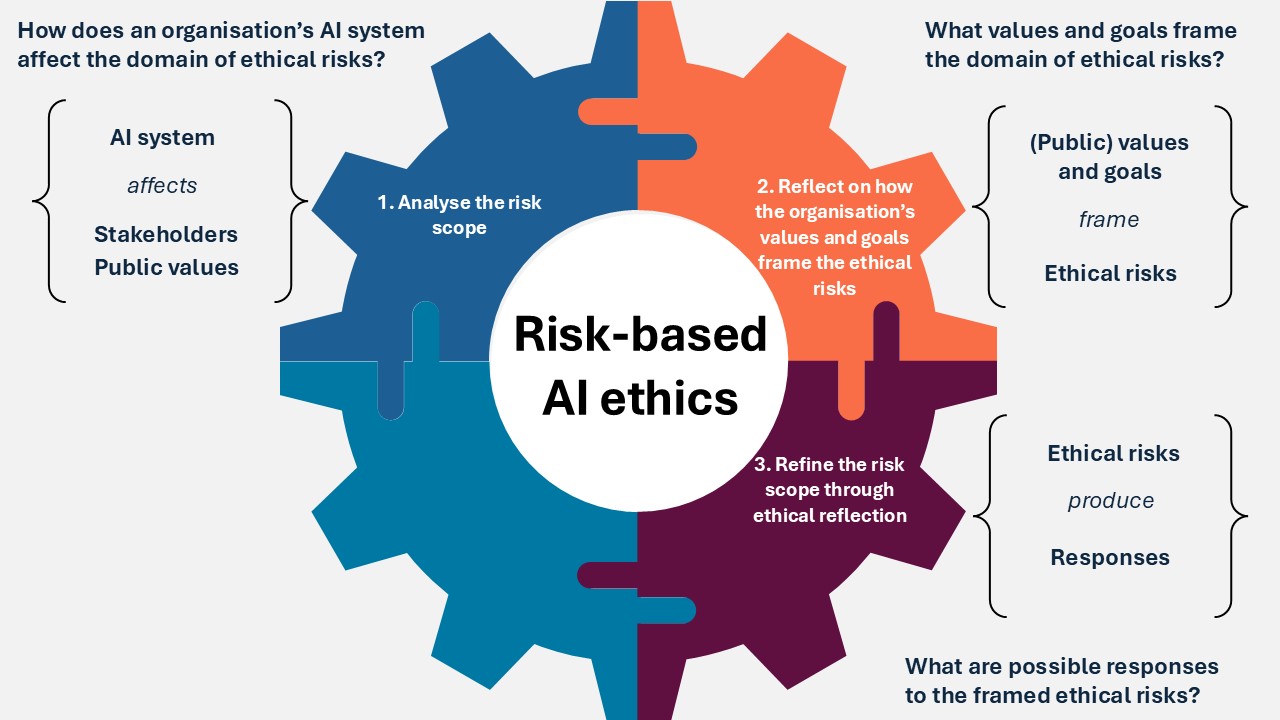 How does an organisation’s AI system
affect the domain of ethical risks?
AI system
affects
Stakeholders
Public values
1. Analyse the risk
scope
What values and goals frame
the domain of ethical risks?
(Public) values
and goals
frame
Ethical risks
2. Reflect on how
the organisation’s
values and goals
frame the ethical
risks
Risk-based
AI ethics
3. Refine the risk
scope through
ethical reflection
Ethical risks
produce
Responses
What are possible responses
to the framed ethical risks?